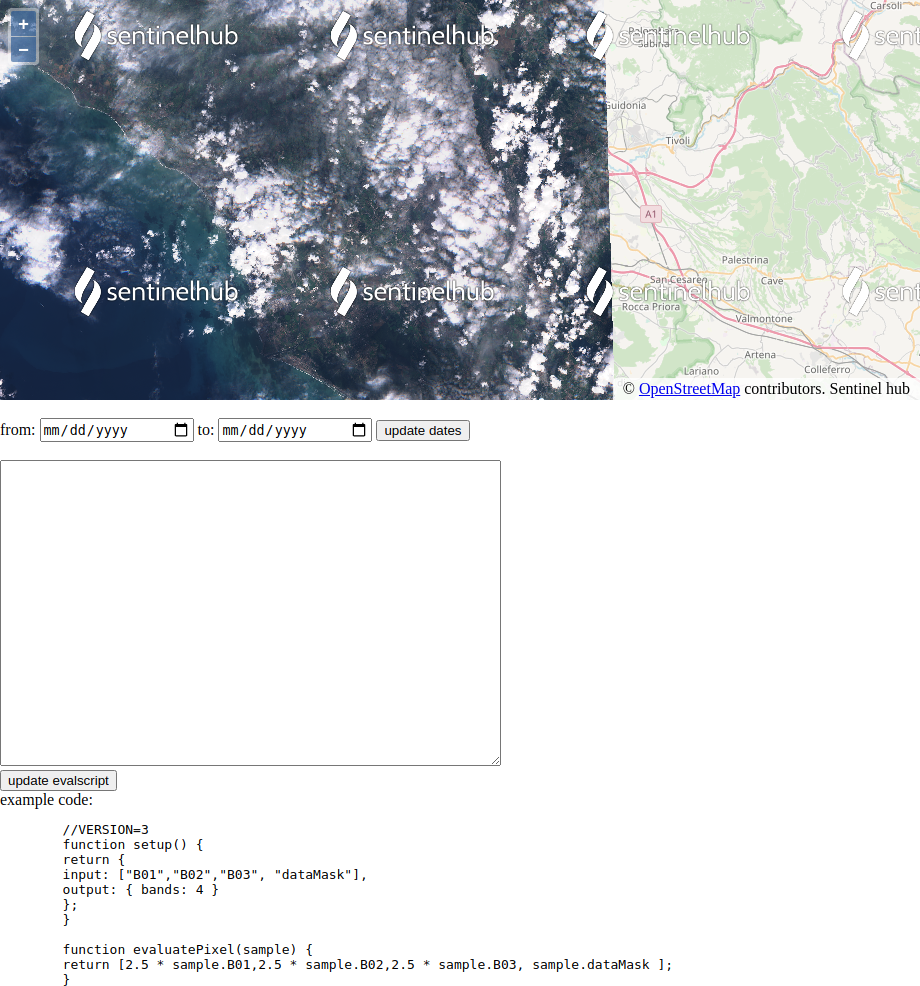 +
−
sentinelhub sentinelhub sentinelhub senti
Carsoli
Palombara
Sabina
Guidonia
Tivoli
A1
Palestrina
sentinelhub sentinelhub sentinelhub senti
San Cesareo
Cave
Rocca Priora
Valmontone
Artena
Lariano
Colleferro
© OpenStreetMap contributors. Sentinel hub
from: mm/dd/yyyy to: mm/dd/yyyy update dates
update evalscript
example code:
//VERSION=3
function setup() {
return {
input: ["B01","B02","B03", "dataMask"],
output: { bands: 4 }
};
}
function evaluatePixel(sample) {
return [2.5 * sample.B01,2.5 * sample.B02,2.5 * sample.B03, sample.dataMask ];
}